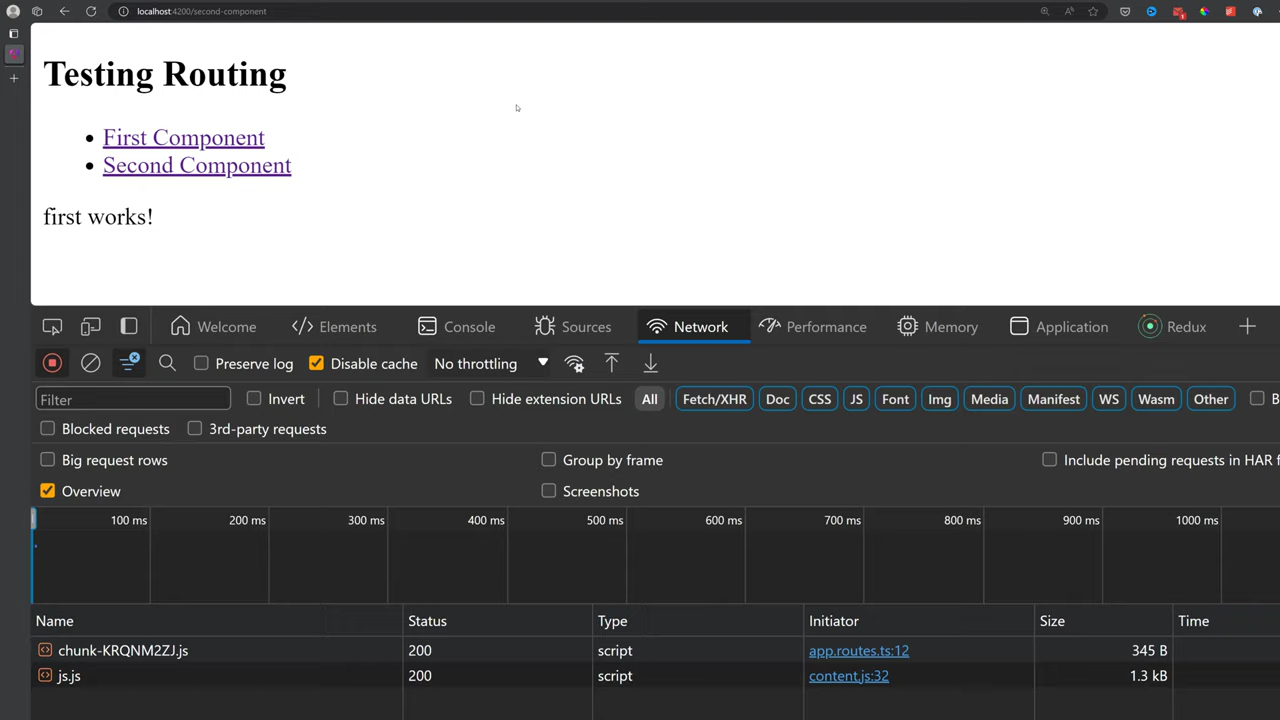 localhost:4200/second-component
Testing Routing
First Component
Second Component
first works!
Welcome Elements Console Sources Network Performance Memory Application Redux
Preserve log Disable cache No throttling
Filter Invert Hide data URLs Hide extension URLs All Fetch/XHR Doc CSS JS Font Img Media Manifest WS Wasm Other B
Blocked requests 3rd-party requests
Big request rows Group by frame Include pending requests in HAR f
Overview Screenshots
100 ms 200 ms 300 ms 400 ms 500 ms 600 ms 700 ms 800 ms 900 ms 1000 ms
Name Status Type Initiator Size Time
chunk-KRQNM2ZJ.js 200 script app.routes.ts:12 345 B
js.js 200 script content.js:32 1.3 kB